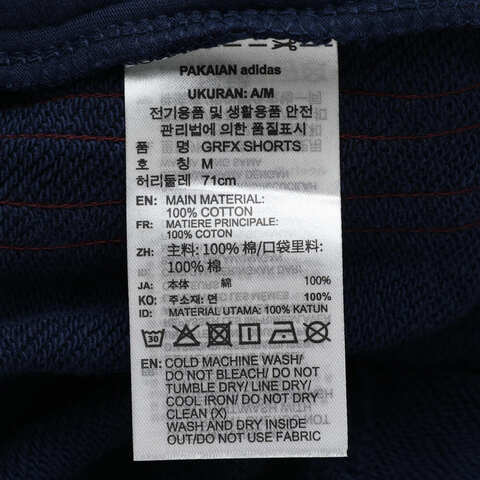 PAKAIAN adidas
UKURAN: A/M
전기용품 및 생활용품 안전
관리법에 의한 품질표시
품 명 GRFX SHORTS
호 칭 M
허리둘레 71cm
EN: MAIN MATERIAL:
100% COTTON
FR: MATIERE PRINCIPALE:
100% COTON
ZH: 主料: 100% 棉/口袋里料:
100% 棉
JA: 本体 綿 100%
KO: 주소재: 면 100%
ID: MATERIAL UTAMA: 100% KATUN
30
EN: COLD MACHINE WASH/
DO NOT BLEACH/ DO NOT
TUMBLE DRY/ LINE DRY/
COOL IRON/ DO NOT DRY
CLEAN (X)
WASH AND DRY INSIDE
OUT/DO NOT USE FABRIC